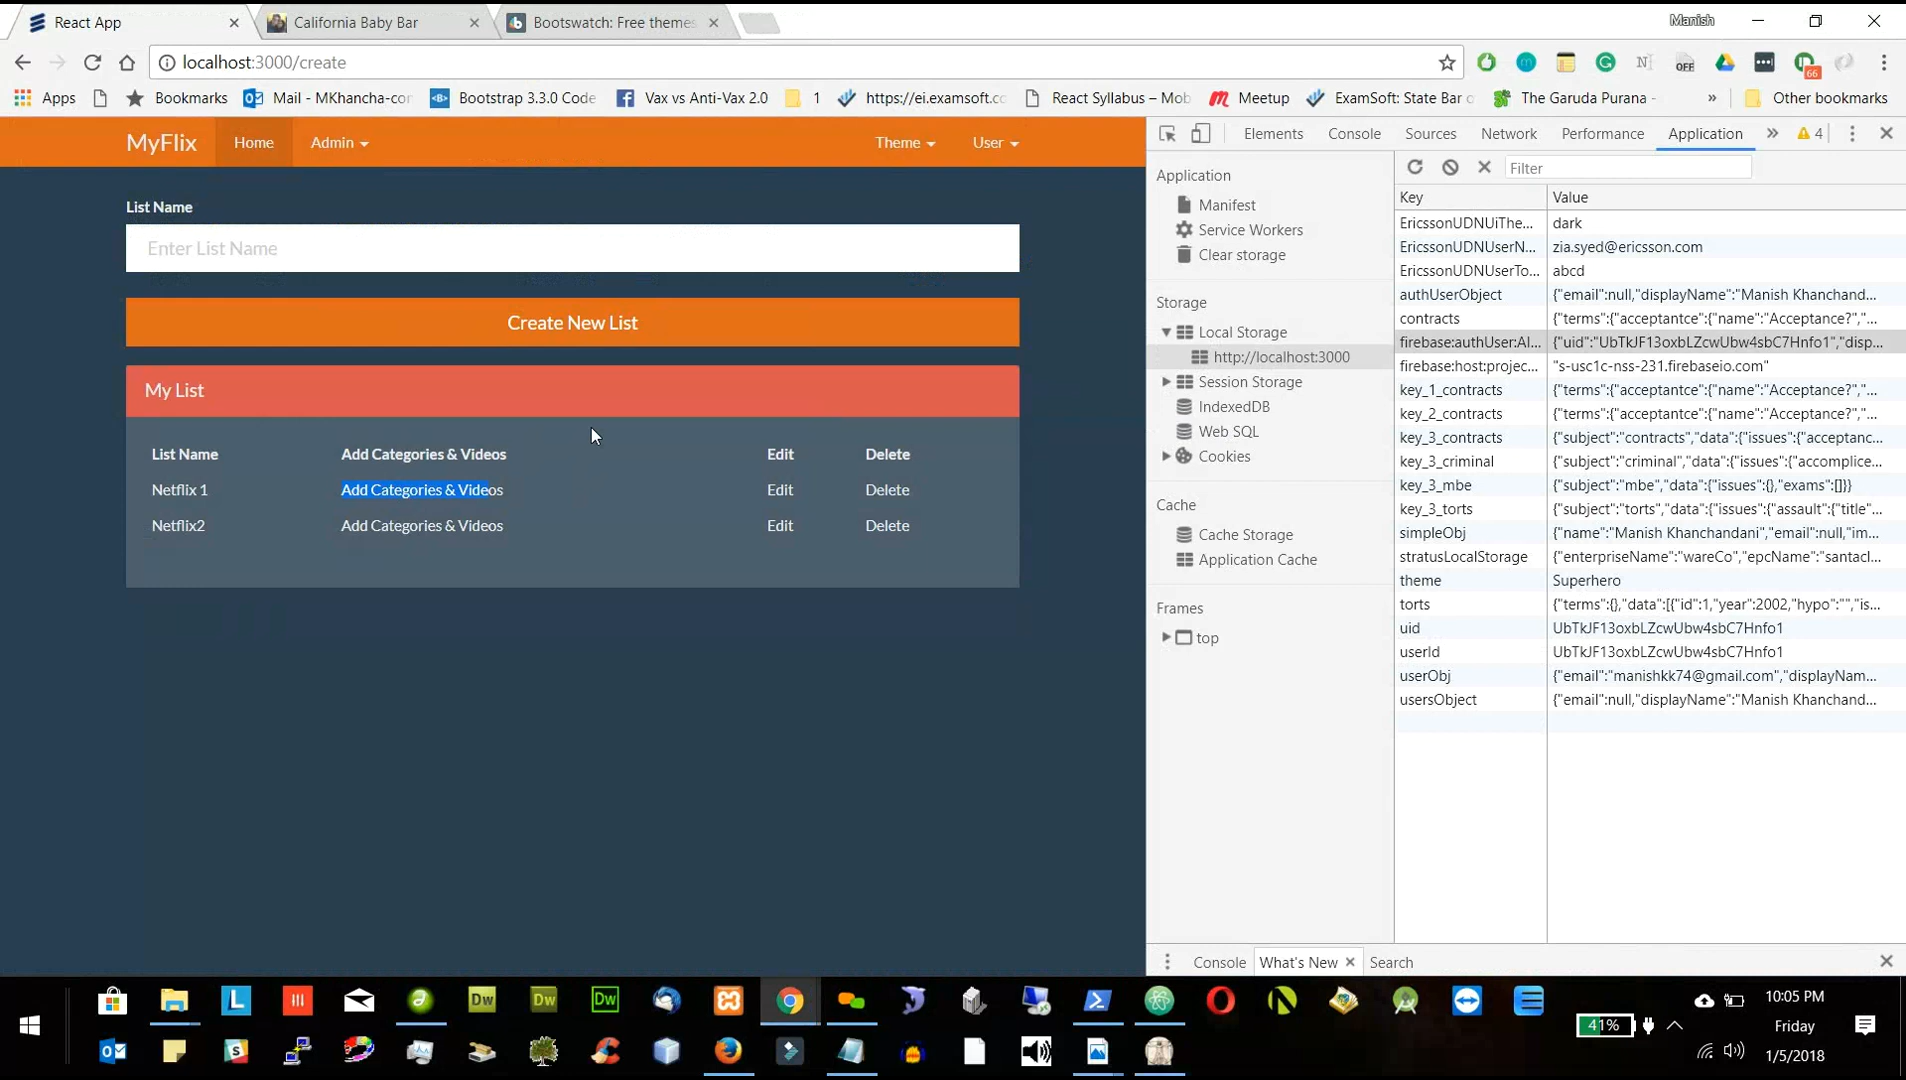 React App
California Baby Bar
Bootswatch: Free themes
Manish
localhost:3000/create
OFF
66
Apps
Bookmarks
Mail - MKhancha-cor
Bootstrap 3.3.0 Code
Vax vs Anti-Vax 2.0
1
https://ei.examsoft.co
React Syllabus – Mob
Meetup
ExamSoft: State Bar o
The Garuda Purana -
»
Other bookmarks
MyFlix
Home
Admin
Theme
User
List Name
Enter List Name
Create New List
My List
List Name Add Categories & Videos Edit Delete
Netflix 1 Add Categories & Videos Edit Delete
Netflix2 Add Categories & Videos Edit Delete
Elements Console Sources Network Performance Application » 4
Application
Manifest
Service Workers
Clear storage
Storage
Local Storage
http://localhost:3000
Session Storage
IndexedDB
Web SQL
Cookies
Cache
Cache Storage
Application Cache
Frames
top
Filter
Key Value
EricssonUDNUiThe... dark
EricssonUDNUserN... zia.syed@ericsson.com
EricssonUDNUserTo... abcd
authUserObject {"email":null,"displayName":"Manish Khanchand...
contracts {"terms":{"acceptantce":{"name":"Acceptance?","...
firebase:authUser:AI... {"uid":"UbTkJF13oxbLZcwUbw4sbC7Hnfo1","disp...
firebase:host:projec... "s-usc1c-nss-231.firebaseio.com"
key_1_contracts {"terms":{"acceptantce":{"name":"Acceptance?","...
key_2_contracts {"terms":{"acceptantce":{"name":"Acceptance?","...
key_3_contracts {"subject":"contracts","data":{"issues":{"acceptanc...
key_3_criminal {"subject":"criminal","data":{"issues":{"accomplice...
key_3_mbe {"subject":"mbe","data":{"issues":{},"exams":[]}}
key_3_torts {"subject":"torts","data":{"issues":{"assault":{"title"...
simpleObj {"name":"Manish Khanchandani","email":null,"im...
stratusLocalStorage {"enterpriseName":"wareCo","epcName":"santacl...
theme Superhero
torts {"terms":{},"data":[{"id":1,"year":2002,"hypo":"","is...
uid UbTkJF13oxbLZcwUbw4sbC7Hnfo1
userId UbTkJF13oxbLZcwUbw4sbC7Hnfo1
userObj {"email":"manishkk74@gmail.com","displayNam...
usersObject {"email":null,"displayName":"Manish Khanchand...
Console What's New Search
L
Dw
Dw
Dw
41%
10:05 PM
Friday
1/5/2018